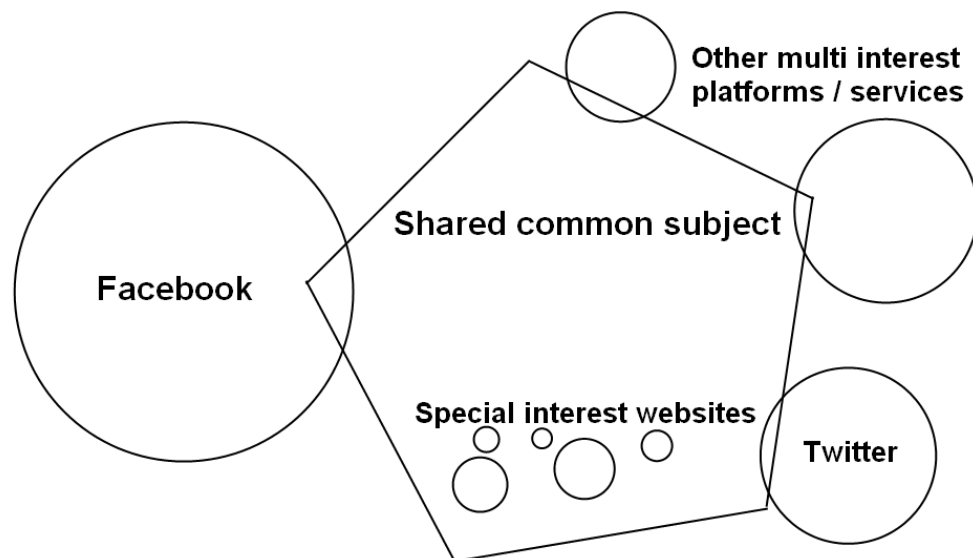 Other multi interest
platforms / services
Shared common subject
Facebook
Special interest websites
Twitter